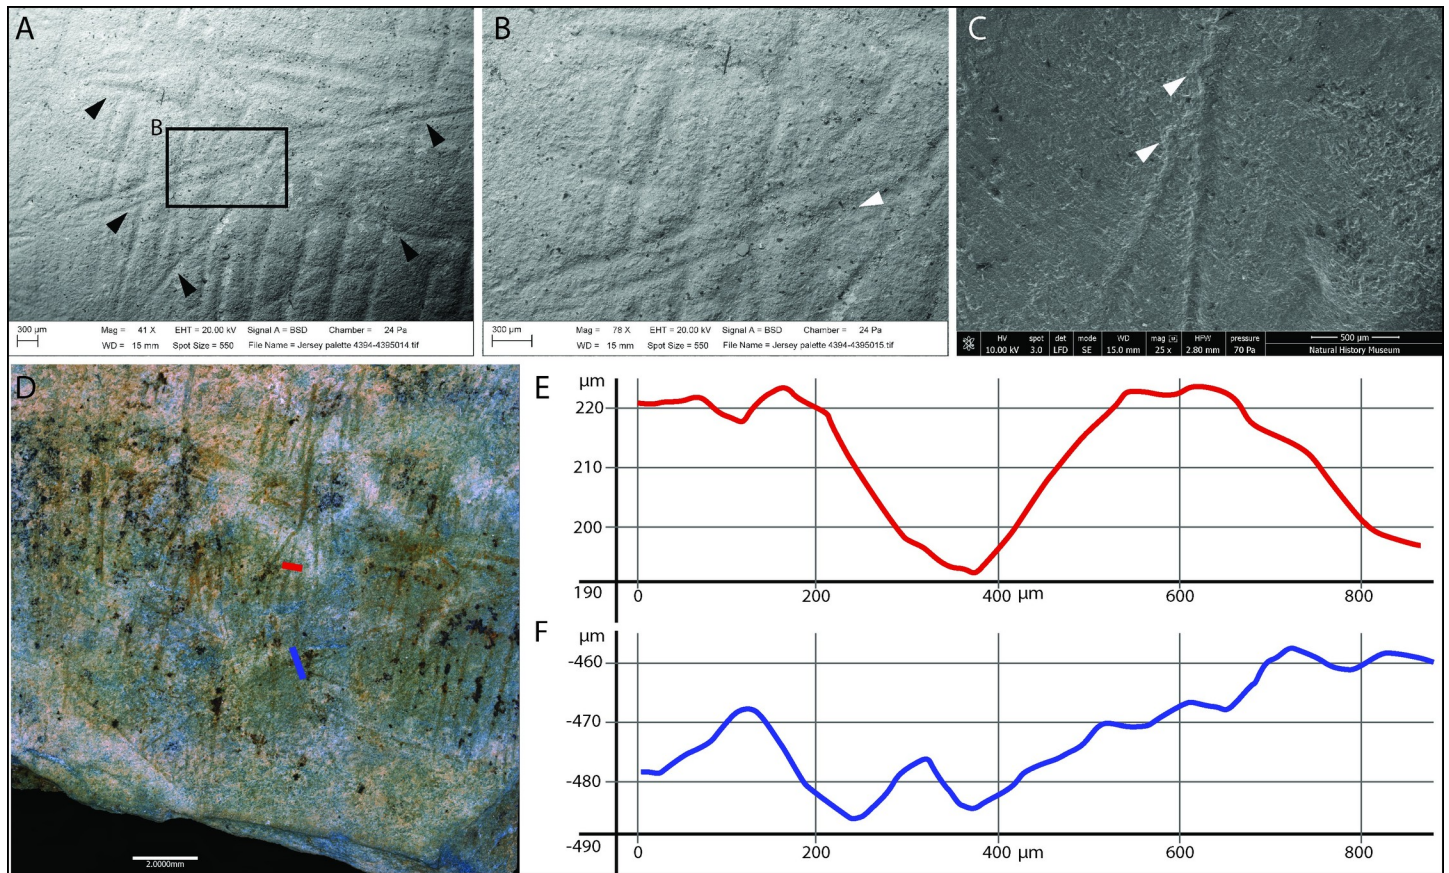 A
B
300 µm
Mag = 41 X EHT = 20.00 kV Signal A = BSD Chamber = 24 Pa
WD = 15 mm Spot Size = 550 File Name = Jersey palette 4394-4395014.tif
B
300 µm
Mag = 78 X EHT = 20.00 kV Signal A = BSD Chamber = 24 Pa
WD = 15 mm Spot Size = 550 File Name = Jersey palette 4394-4395015.tif
C
HV spot det mode WD mag HFW pressure 500 µm
10.00 kV 3.0 LFD SE 15.0 mm 25 x 2.80 mm 70 Pa Natural History Museum
D
2.0000mm
E
µm
220
210
200
190
0 200 400 µm 600 800
F
µm
-460
-470
-480
-490
0 200 400 µm 600 800